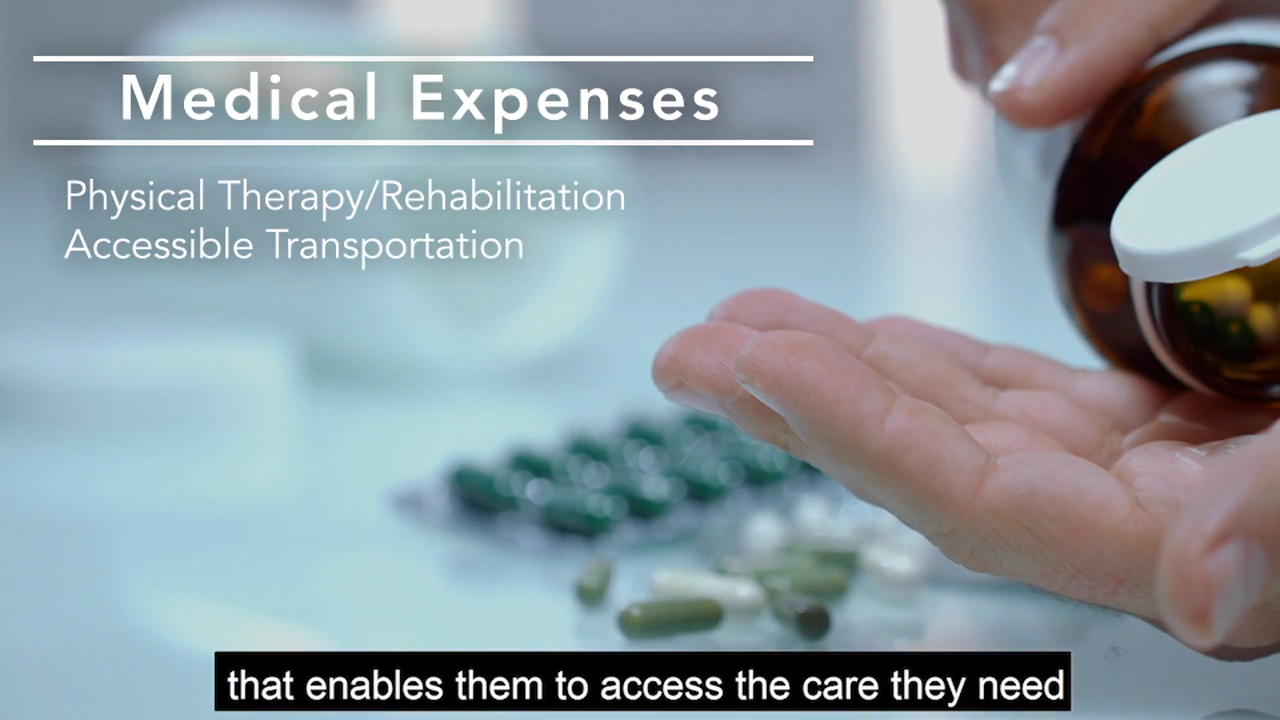 Medical Expenses
Physical Therapy/Rehabilitation
Accessible Transportation
that enables them to access the care they need